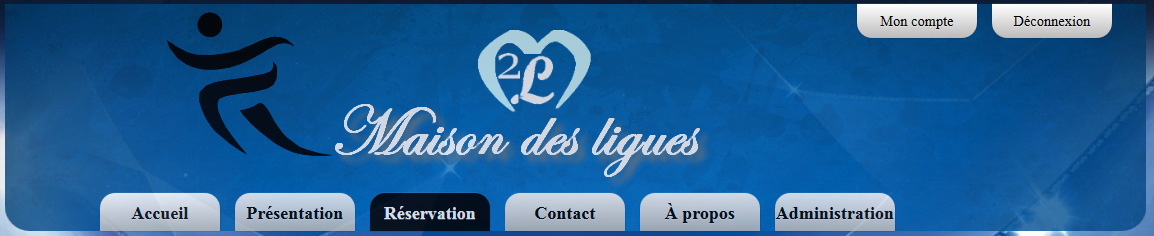 Mon compte Déconnexion
2L
Maison des ligues
Accueil Présentation Réservation Contact À propos Administration